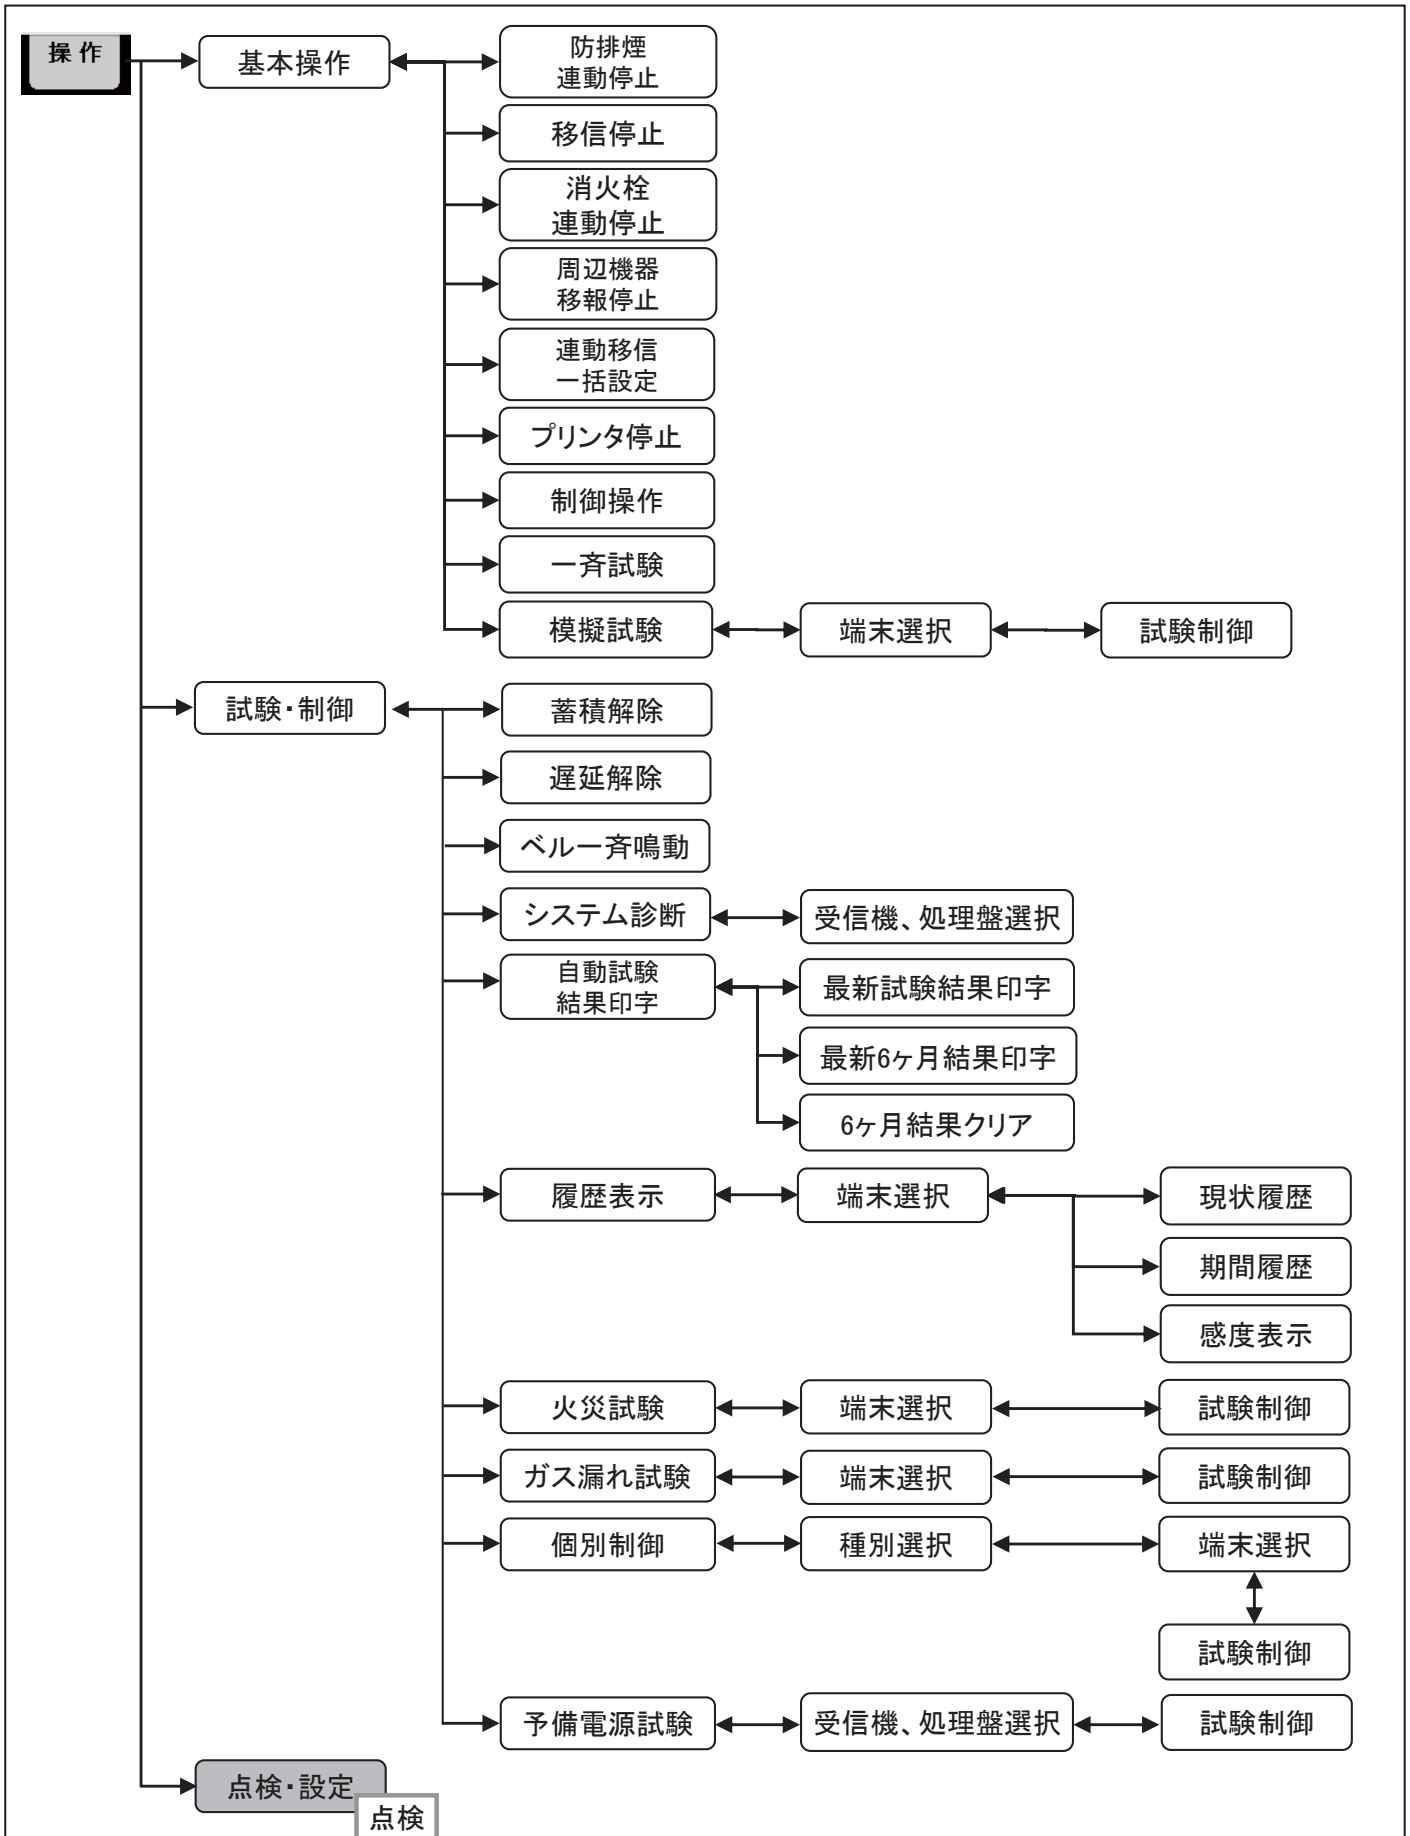 操作
基本操作
防排煙
連動停止
移信停止
消火栓
連動停止
周辺機器
移報停止
連動移信
一括設定
プリンタ停止
制御操作
一斉試験
模擬試験
端末選択
試験制御
試験・制御
蓄積解除
遅延解除
ベル一斉鳴動
システム診断
受信機、処理盤選択
自動試験
結果印字
最新試験結果印字
最新6ヶ月結果印字
6ヶ月結果クリア
履歴表示
端末選択
現状履歴
期間履歴
感度表示
火災試験
端末選択
試験制御
ガス漏れ試験
端末選択
試験制御
個別制御
種別選択
端末選択
試験制御
予備電源試験
受信機、処理盤選択
試験制御
点検・設定
点検